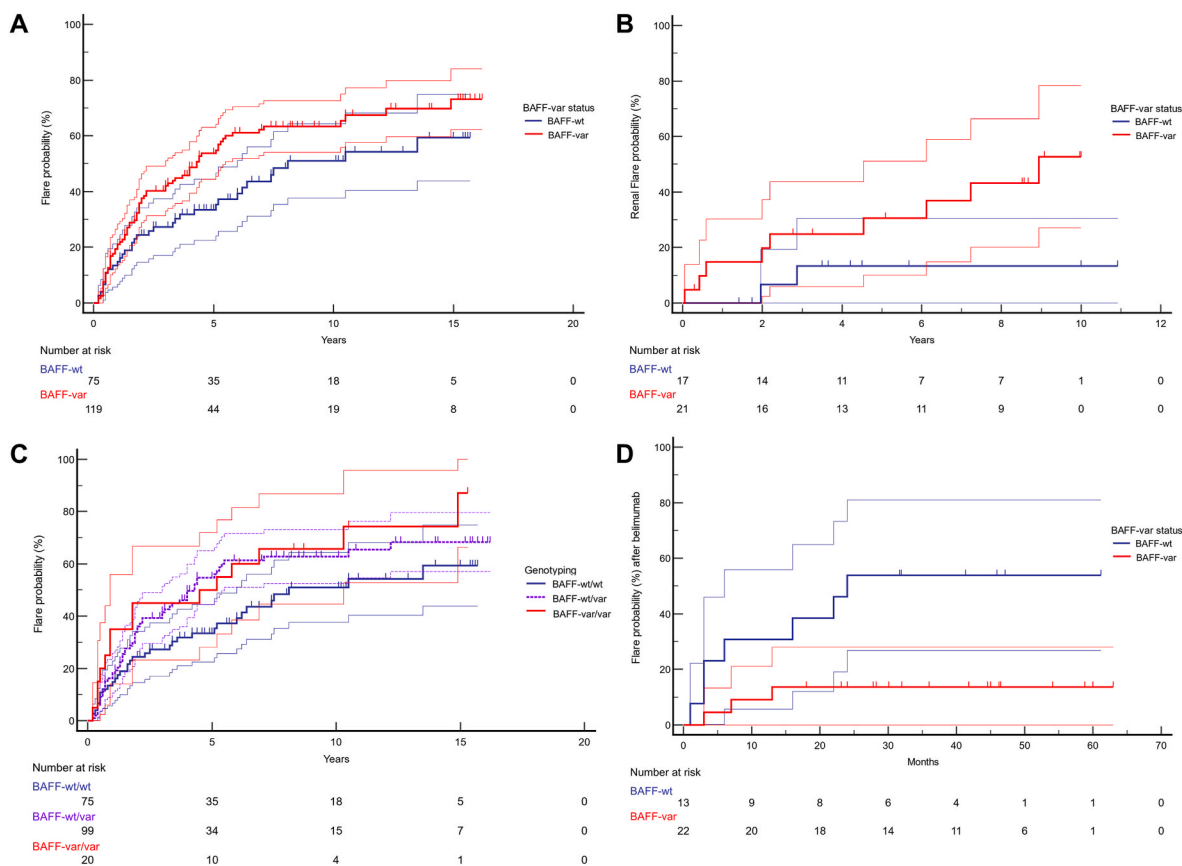 A
100
80
60
40
20
0
Flare probability (%)
0 5 10 15 20
Years
BAFF-var status
BAFF-wt
BAFF-var
Number at risk
BAFF-wt
75 35 18 5 0
BAFF-var
119 44 19 8 0
B
100
80
60
40
20
0
Renal Flare probability (%)
0 2 4 6 8 10 12
Years
BAFF-var status
BAFF-wt
BAFF-var
Number at risk
BAFF-wt
17 14 11 7 7 1 0
BAFF-var
21 16 13 11 9 0 0
C
100
80
60
40
20
0
Flare probability (%)
0 5 10 15 20
Years
Genotyping
BAFF-wt/wt
BAFF-wt/var
BAFF-var/var
Number at risk
BAFF-wt/wt
75 35 18 5 0
BAFF-wt/var
99 34 15 7 0
BAFF-var/var
20 10 4 1 0
D
100
80
60
40
20
0
Flare probability (%) after belimumab
0 10 20 30 40 50 60 70
Months
BAFF-var status
BAFF-wt
BAFF-var
Number at risk
BAFF-wt
13 9 8 6 4 1 1 0
BAFF-var
22 20 18 14 11 6 1 0